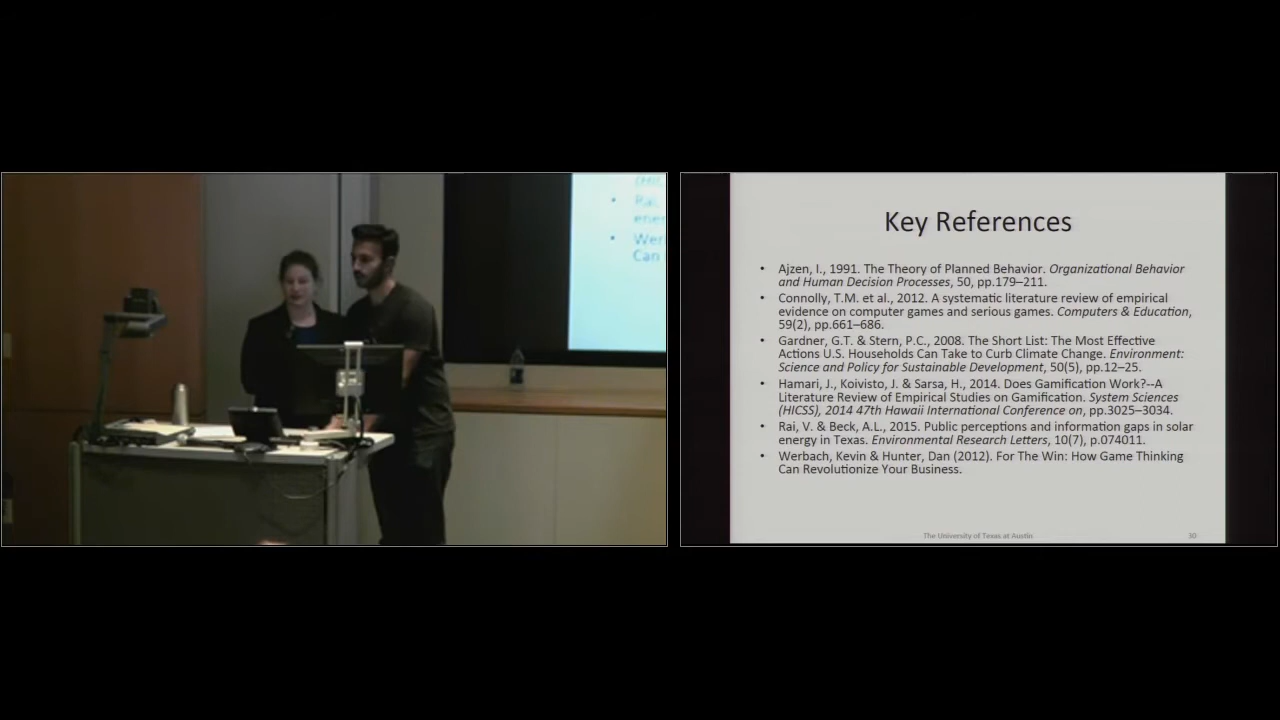 Key References
• Ajzen, I., 1991. The Theory of Planned Behavior. Organizational Behavior
and Human Decision Processes, 50, pp.179–211.
• Connolly, T.M. et al., 2012. A systematic literature review of empirical
evidence on computer games and serious games. Computers & Education,
59(2), pp.661–686.
• Gardner, G.T. & Stern, P.C., 2008. The Short List: The Most Effective
Actions U.S. Households Can Take to Curb Climate Change. Environment:
Science and Policy for Sustainable Development, 50(5), pp.12–25.
• Hamari, J., Koivisto, J. & Sarsa, H., 2014. Does Gamification Work?--A
Literature Review of Empirical Studies on Gamification. System Sciences
(HICSS), 2014 47th Hawaii International Conference on, pp.3025–3034.
• Rai, V. & Beck, A.L., 2015. Public perceptions and information gaps in solar
energy in Texas. Environmental Research Letters, 10(7), p.074011.
• Werbach, Kevin & Hunter, Dan (2012). For The Win: How Game Thinking
Can Revolutionize Your Business.
The University of Texas at Austin
30
• Rai,
ener
• Wer
Can